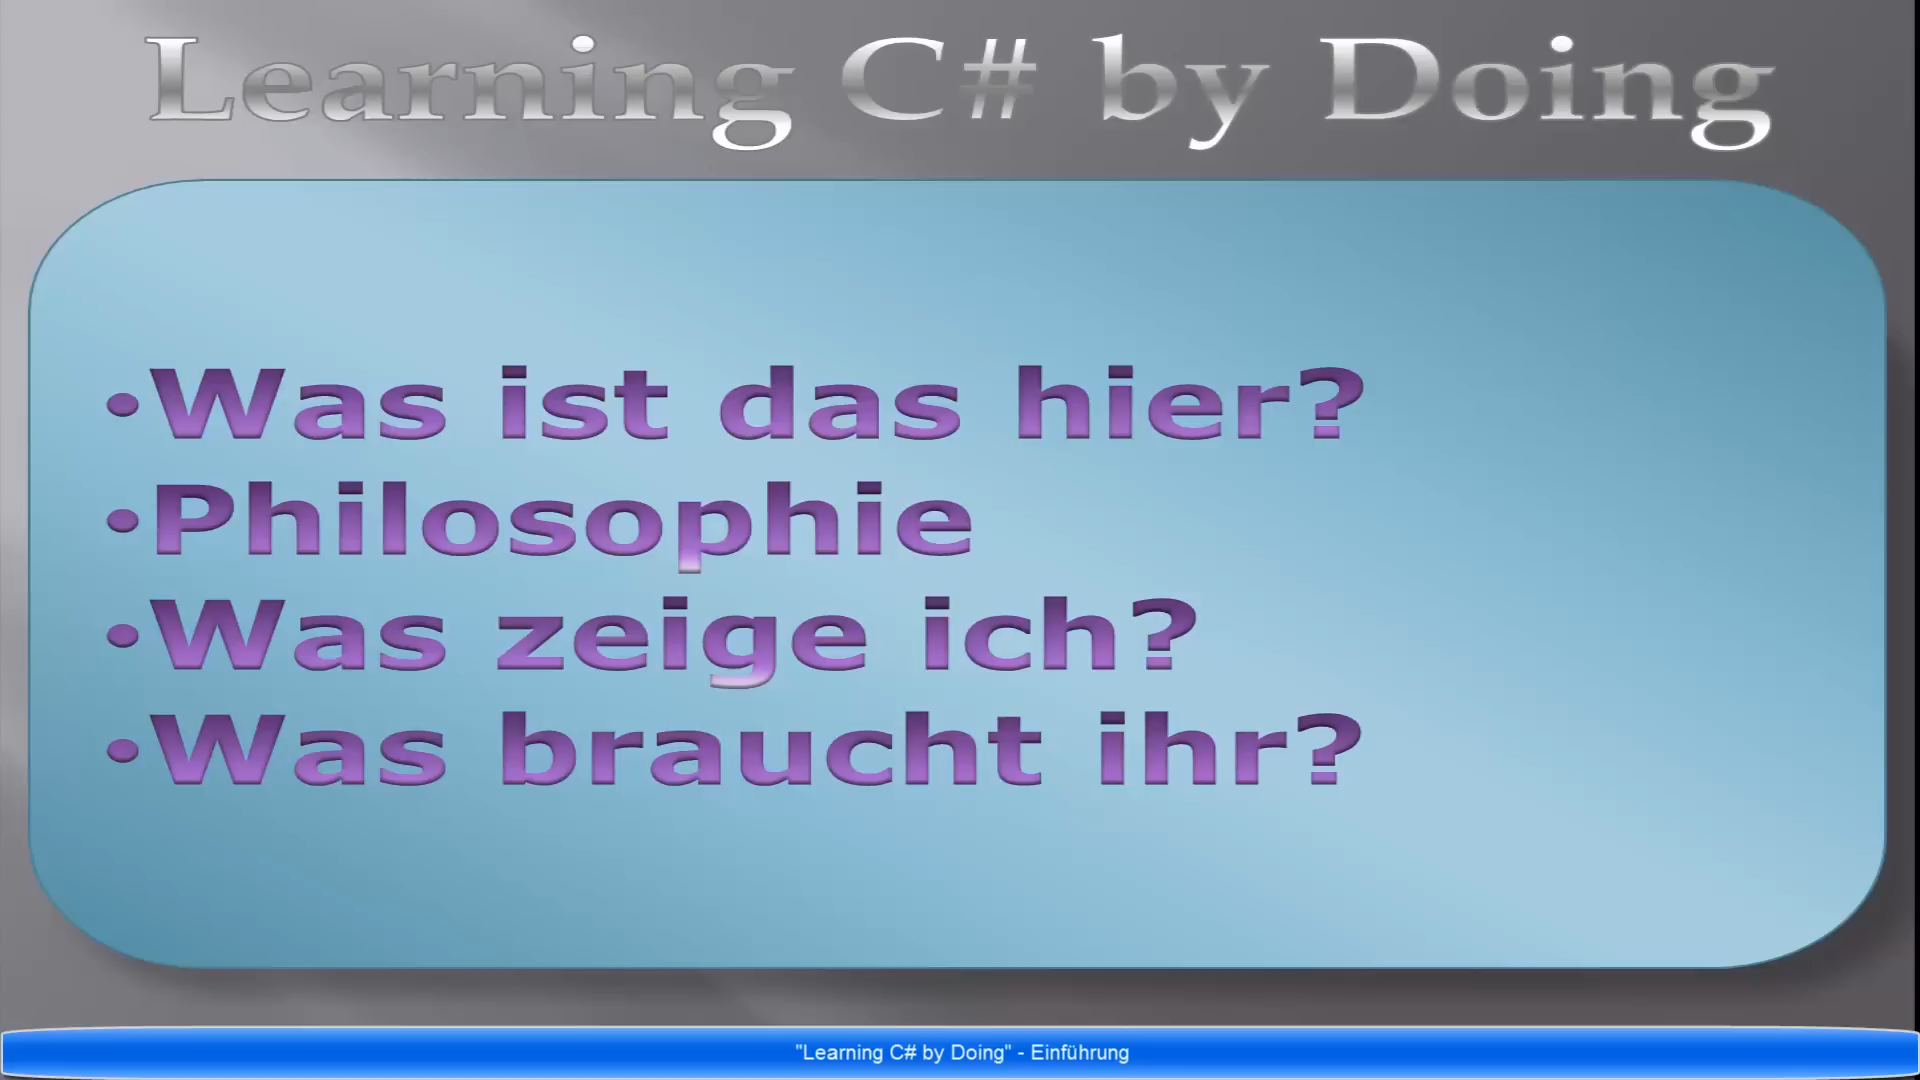 Learning C# by Doing
•Was ist das hier?
•Philosophie
•Was zeige ich?
•Was braucht ihr?
"Learning C# by Doing" - Einführung